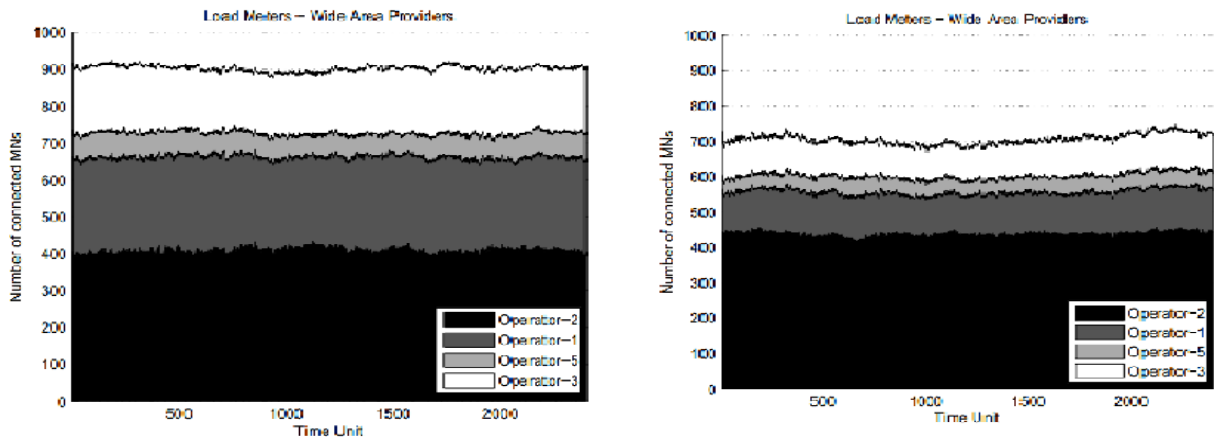 Load Meters – Wide Area Providers
Number of connected MNs
1000
900
800
700
600
500
400
300
200
100
0
500
1000
1500
2000
Time Unit
Operator-2
Operator-1
Operator-5
Operator-3
Load Meters – Wide Area Providers
Number of connected MNs
1000
900
800
700
600
500
400
300
200
100
0
500
1000
1500
2000
Time Unit
Operator-2
Operator-1
Operator-5
Operator-3